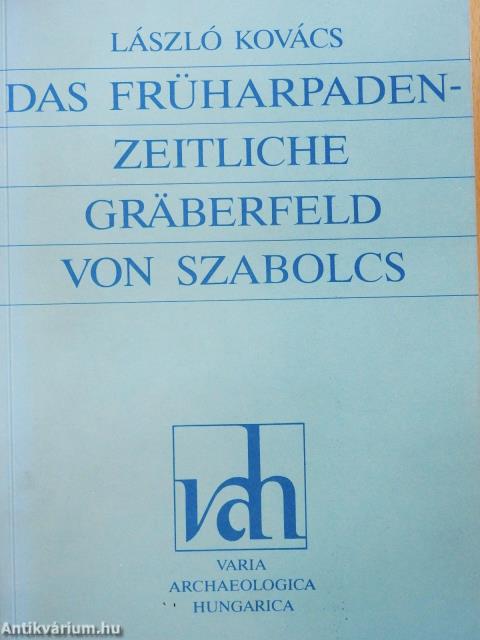 LÁSZLÓ KOVÁCS
DAS FRÜHARPADEN-
ZEITLICHE
GRÄBERFELD
VON SZABOLCS
vah
VARIA
ARCHAEOLOGICA
HUNGARICA
Antikvárium.hu